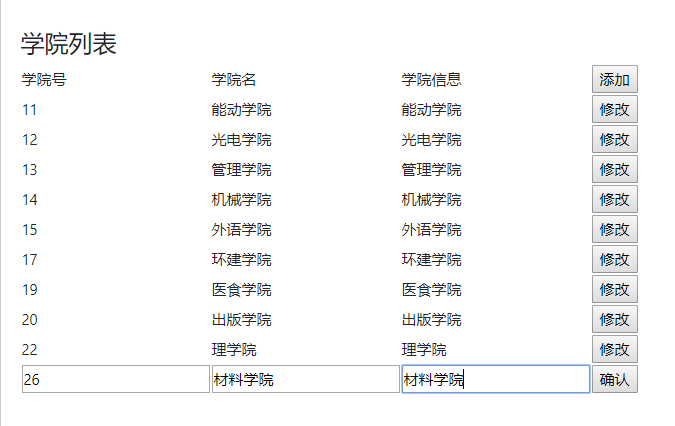 学院列表
学院号 学院名 学院信息 添加
11 能动学院 能动学院 修改
12 光电学院 光电学院 修改
13 管理学院 管理学院 修改
14 机械学院 机械学院 修改
15 外语学院 外语学院 修改
17 环建学院 环建学院 修改
19 医食学院 医食学院 修改
20 出版学院 出版学院 修改
22 理学院 理学院 修改
26 材料学院 材料学院 确认